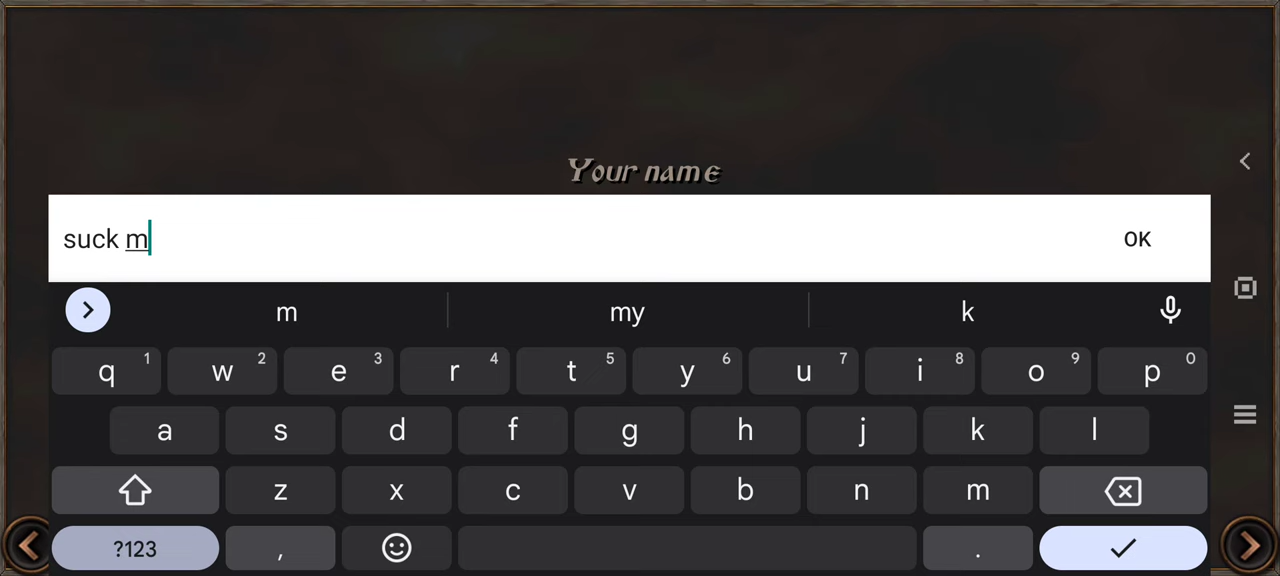 Your name
suck m
OK
m my k
q 1 w 2 e 3 r 4 t 5 y 6 u 7 i 8 o 9 p 0
a s d f g h j k l
z x c v b n m
?123 , .